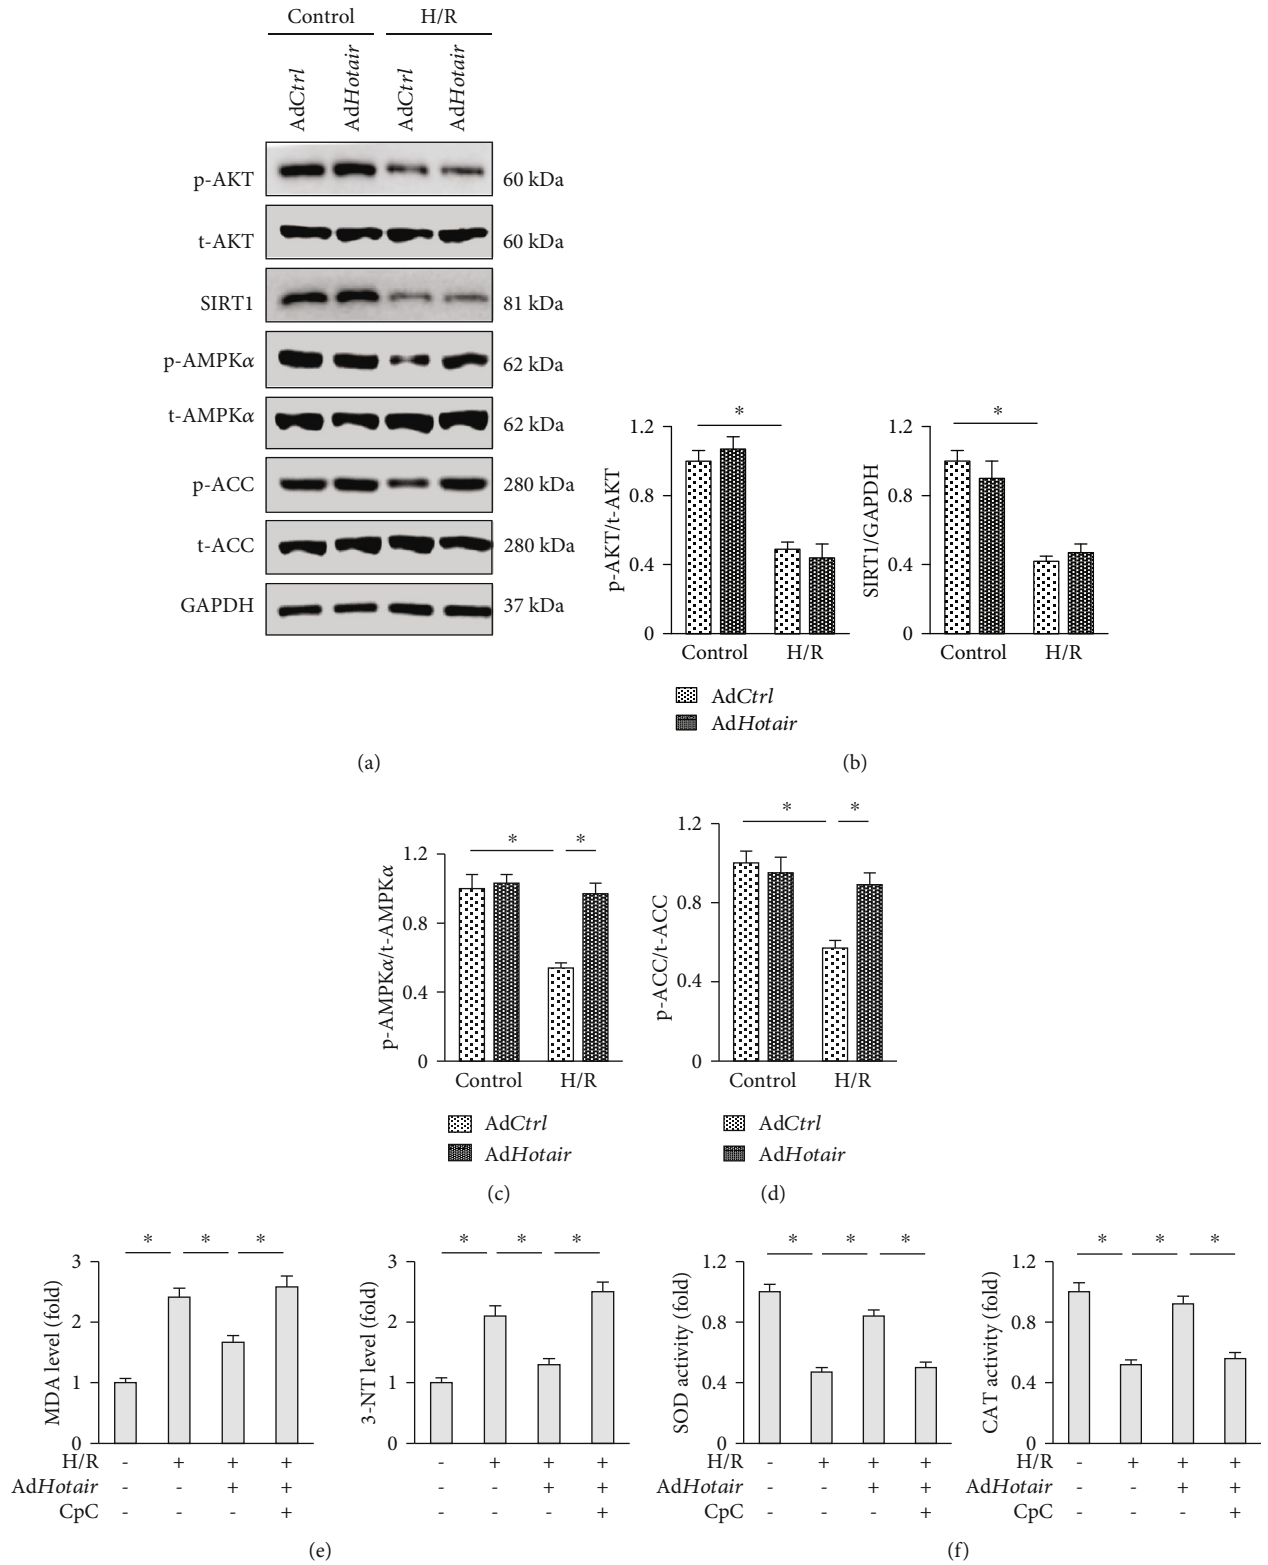 Control H/R
AdCtrl AdHotair AdCtrl AdHotair
p-AKT 60 kDa
t-AKT 60 kDa
SIRT1 81 kDa
p-AMPKα 62 kDa
t-AMPKα 62 kDa
p-ACC 280 kDa
t-ACC 280 kDa
GAPDH 37 kDa
(a)
p-AKT/t-AKT
1.2
0.8
0.4
0
*
Control H/R
SIRT1/GAPDH
1.2
0.8
0.4
0
*
Control H/R
AdCtrl
AdHotair
(b)
p-AMPKα/t-AMPKα
1.2
0.8
0.4
0
* *
Control H/R
AdCtrl
AdHotair
(c)
p-ACC/t-ACC
1.2
0.8
0.4
0
* *
Control H/R
AdCtrl
AdHotair
(d)
MDA level (fold)
3
2
1
0
* * *
H/R - + + +
AdHotair - - + +
CpC - - - +
3-NT level (fold)
3
2
1
0
* * *
- + + +
- - + +
- - - +
(e)
SOD activity (fold)
1.2
0.8
0.4
0
* * *
H/R - + + +
AdHotair - - + +
CpC - - - +
CAT activity (fold)
1.2
0.8
0.4
0
* * *
H/R - + + +
AdHotair - - + +
CpC - - - +
(f)